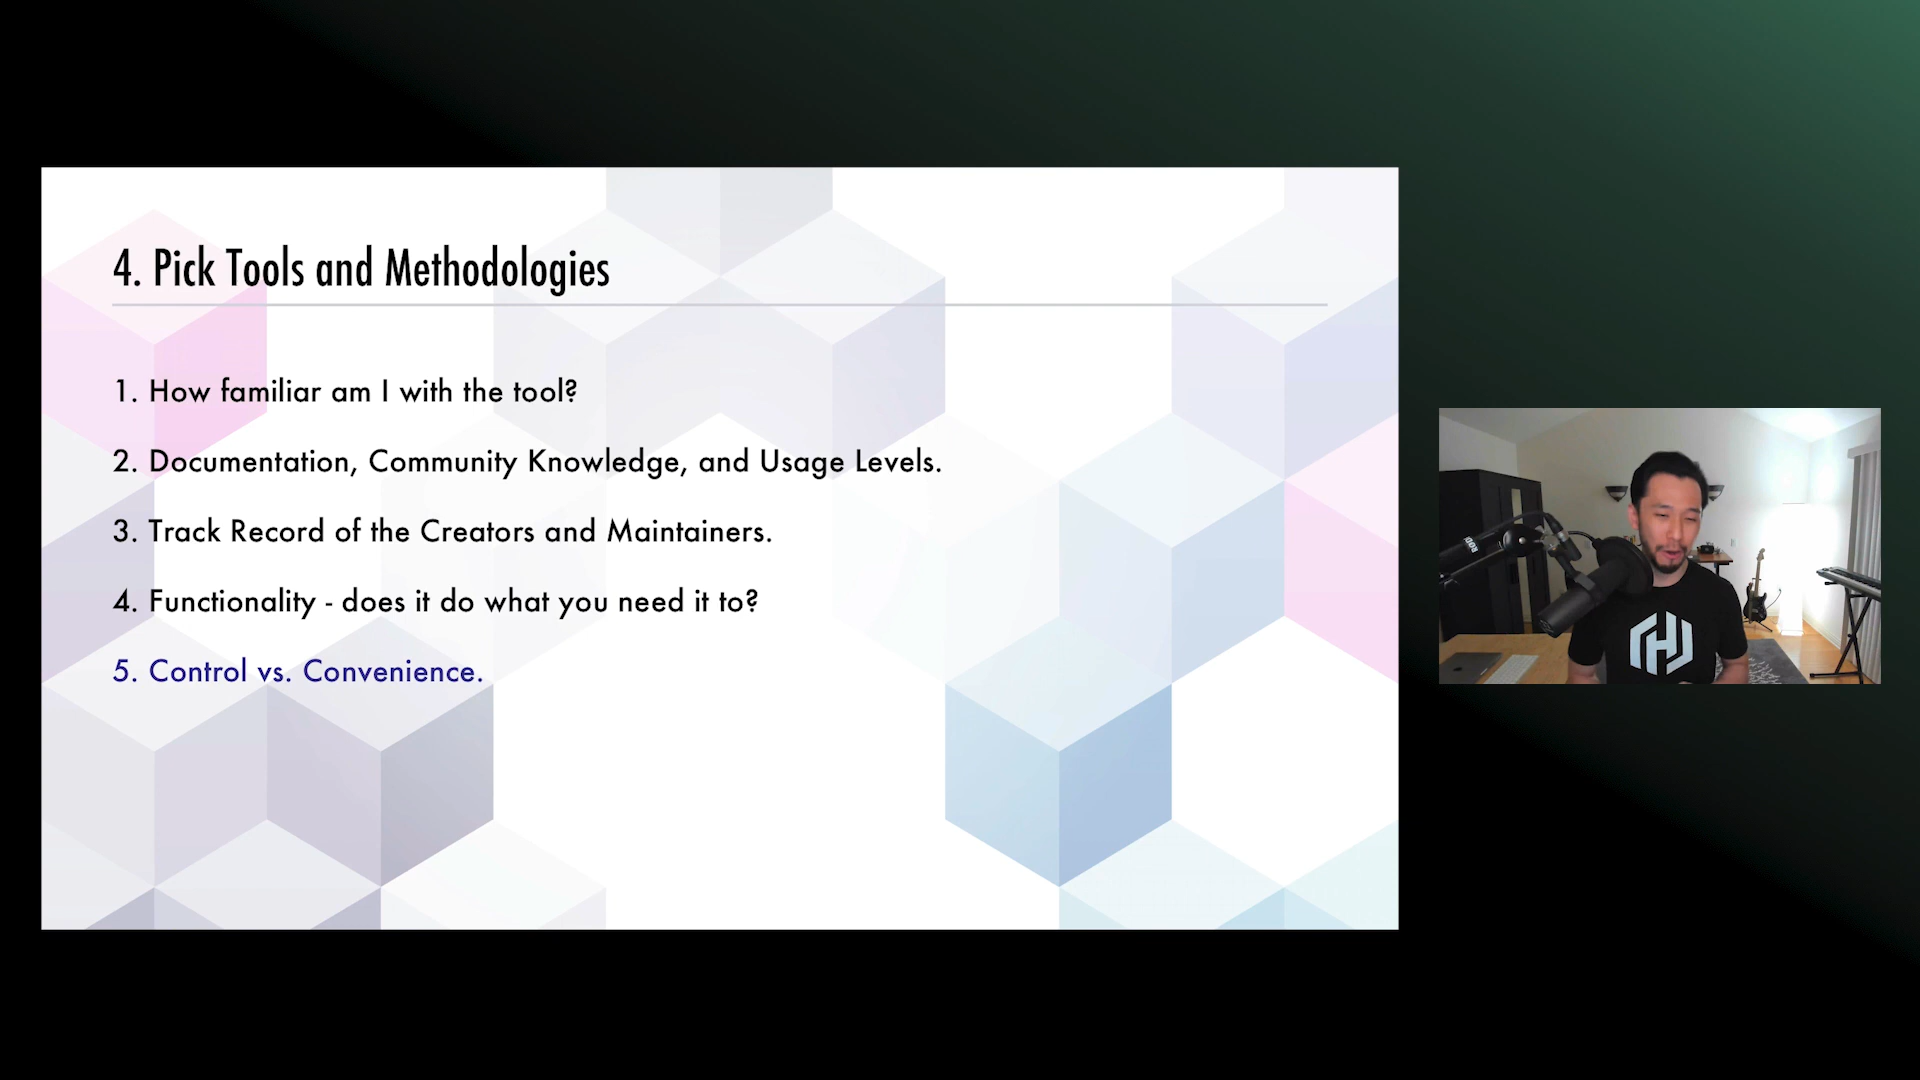 4. Pick Tools and Methodologies
1. How familiar am I with the tool?
2. Documentation, Community Knowledge, and Usage Levels.
3. Track Record of the Creators and Maintainers.
4. Functionality - does it do what you need it to?
5. Control vs. Convenience.
RODE